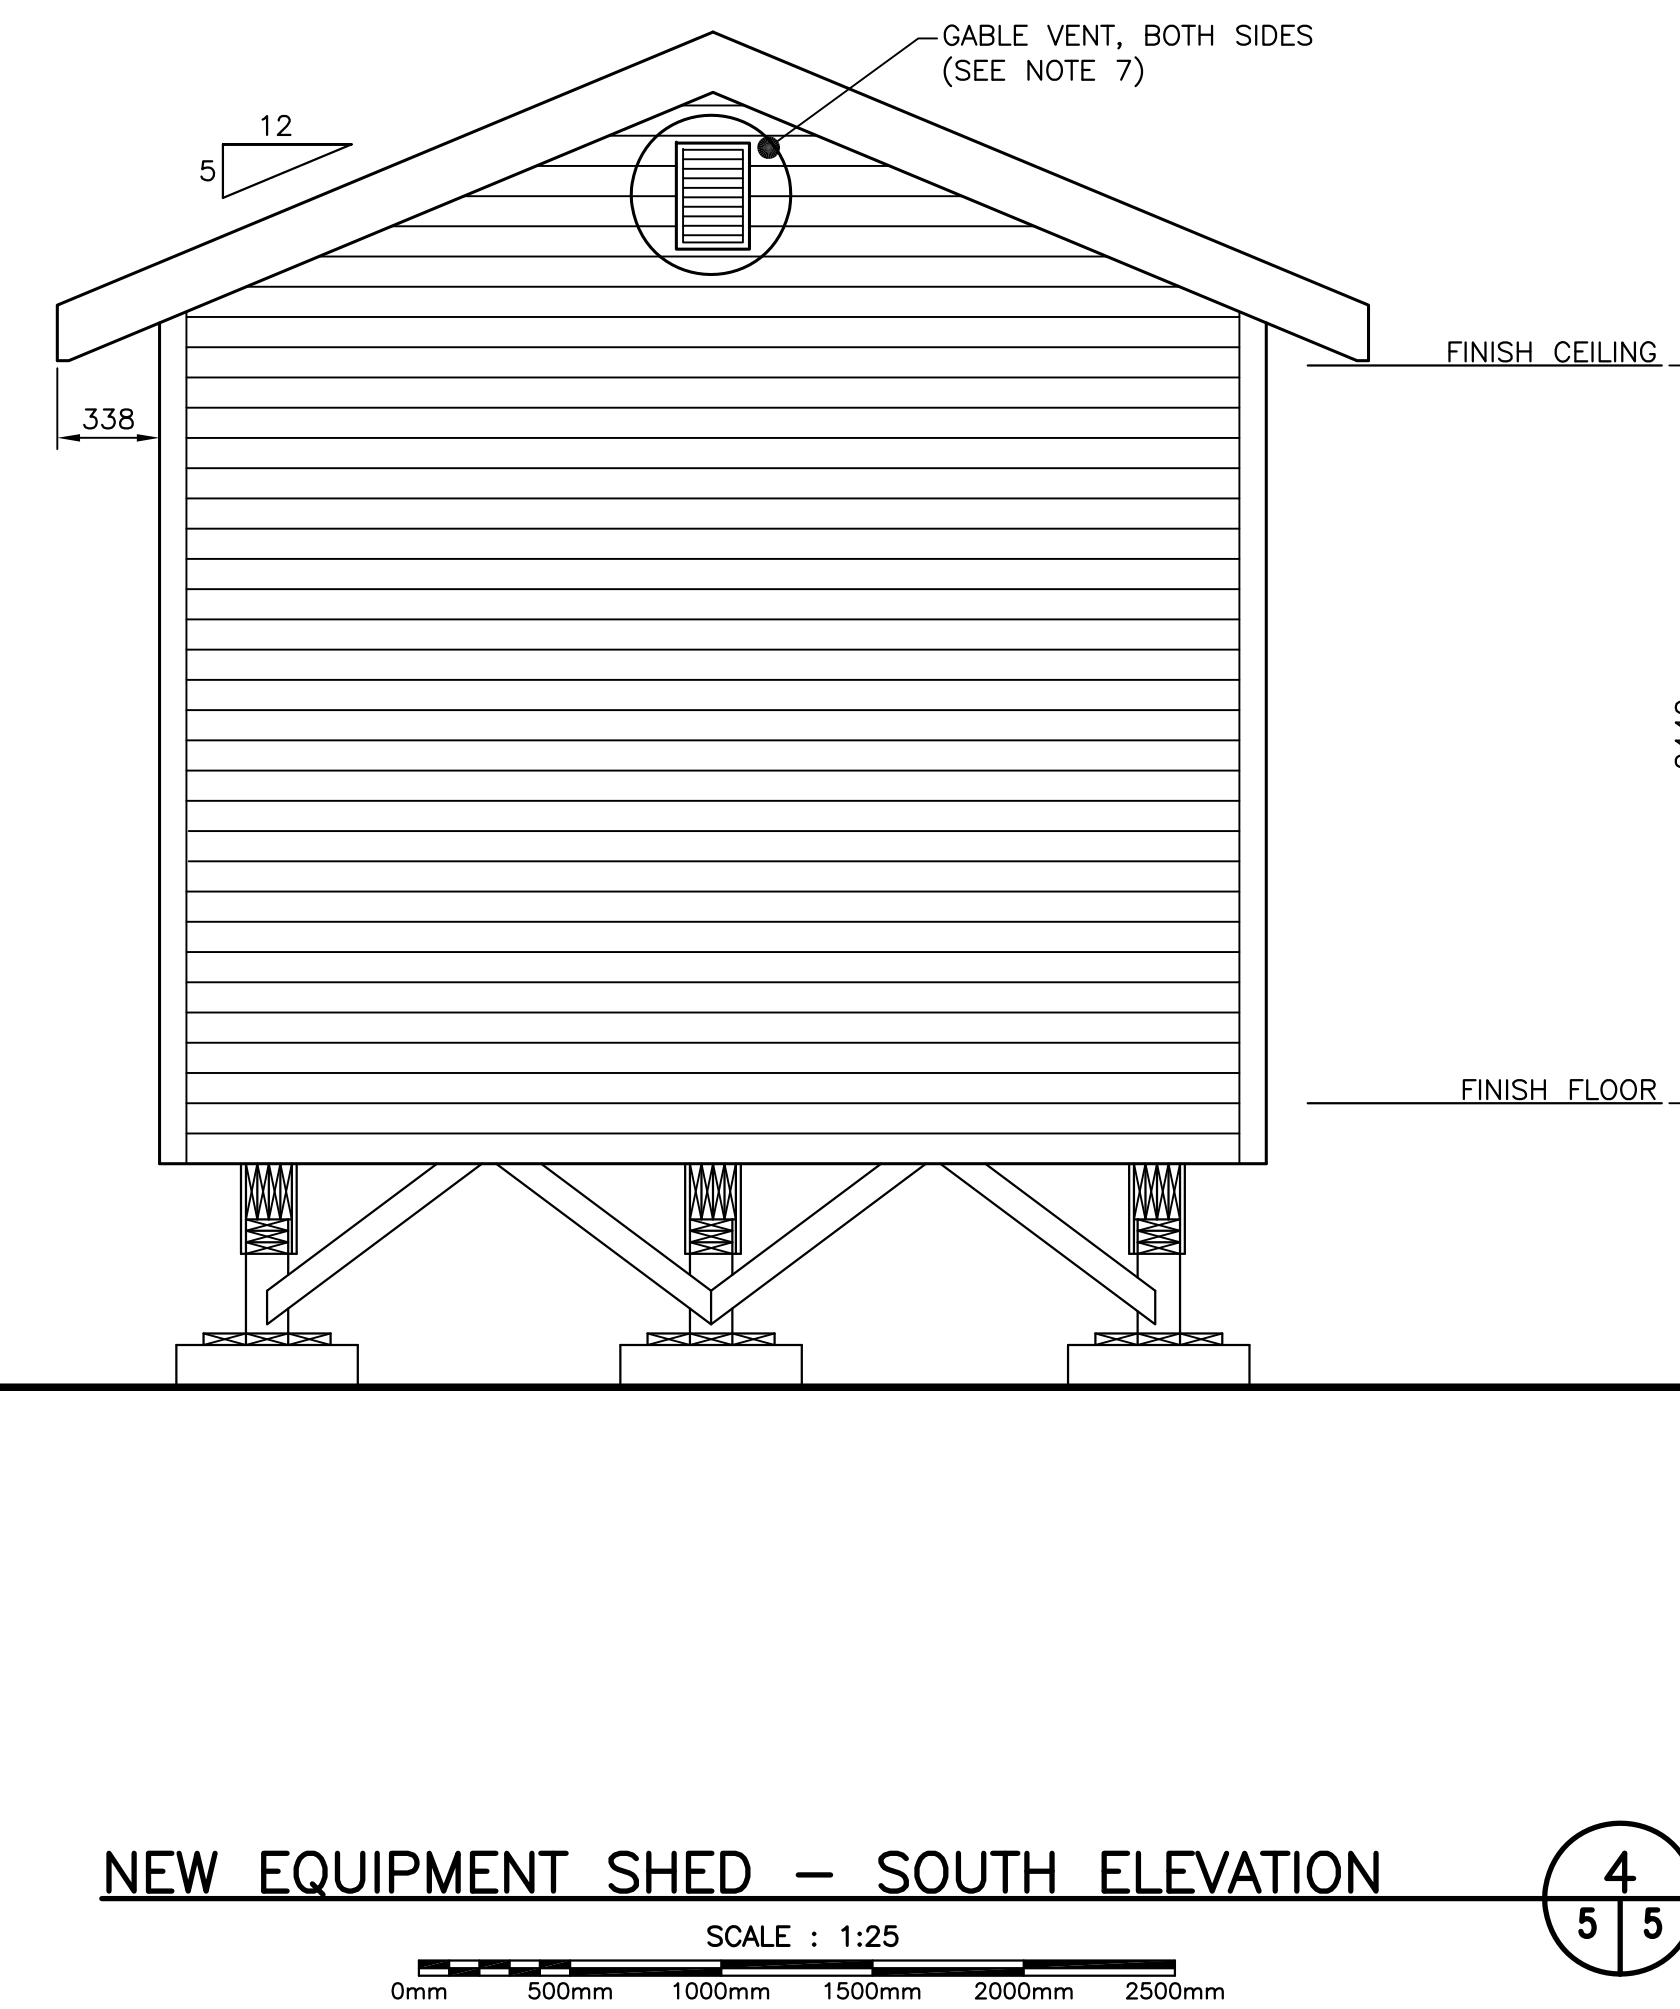 GABLE VENT, BOTH SIDES
(SEE NOTE 7)
12
5
FINISH CEILING
338
FINISH FLOOR
NEW EQUIPMENT SHED – SOUTH ELEVATION
4
5 5
SCALE : 1:25
0mm 500mm 1000mm 1500mm 2000mm 2500mm